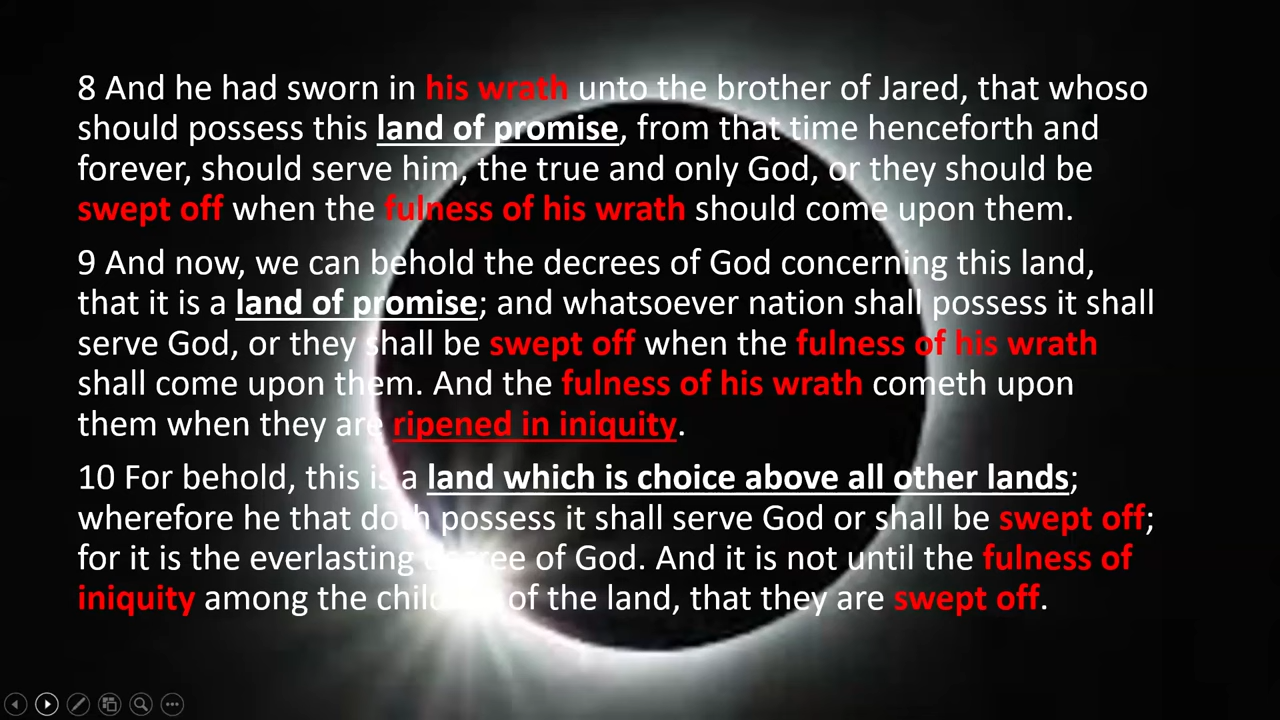 8 And he had sworn in his wrath unto the brother of Jared, that whoso
should possess this land of promise, from that time henceforth and
forever, should serve him, the true and only God, or they should be
swept off when the fulness of his wrath should come upon them.
9 And now, we can behold the decrees of God concerning this land,
that it is a land of promise; and whatsoever nation shall possess it shall
serve God, or they shall be swept off when the fulness of his wrath
shall come upon them. And the fulness of his wrath cometh upon
them when they are ripened in iniquity.
10 For behold, this is a land which is choice above all other lands;
wherefore he that doth possess it shall serve God or shall be swept off;
for it is the everlasting decree of God. And it is not until the fulness of
iniquity among the children of the land, that they are swept off.